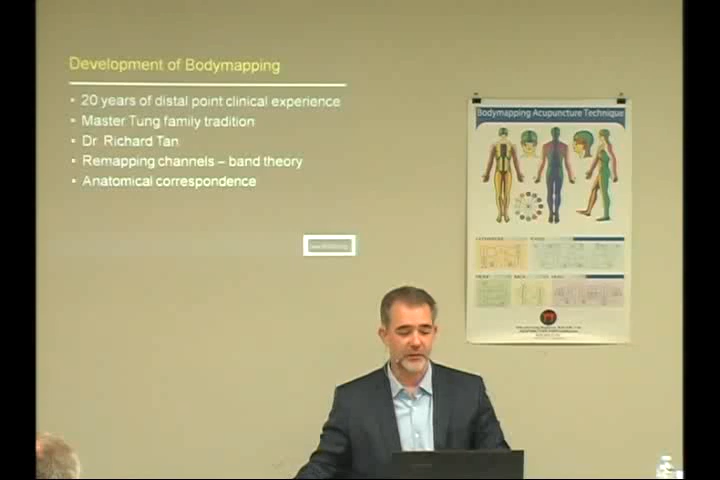 Development of Bodymapping
20 years of distal point clinical experience
Master Tung family tradition
Dr. Richard Tan
Remapping channels – band theory
Anatomical correspondence
Bodymapping Acupuncture Technique